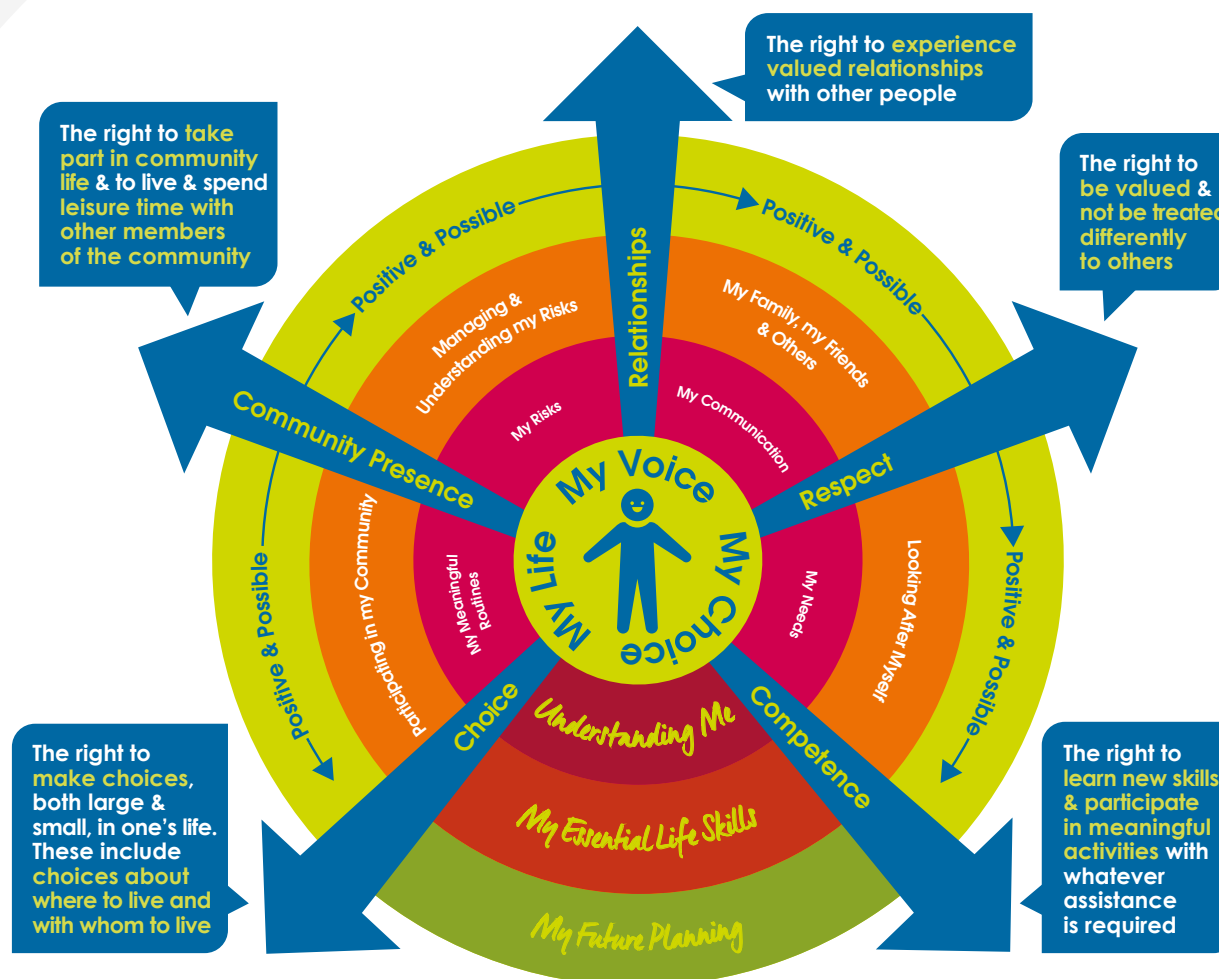 The right to experience
valued relationships
with other people
The right to take
part in community
life & to live & spend
leisure time with
other members
of the community
The right to
be valued &
not be treated
differently
to others
Positive & Possible
Positive & Possible
Relationships
Managing &
Understanding my Risks
My Family, my Friends
& Others
My Risks
My Communication
Community Presence
Respect
My Voice
My Choice
My Life
Positive & Possible
Participating in my Community
My Meaningful
Routines
My Needs
Looking After Myself
Positive & Possible
Choice
Competence
Understanding Me
My Essential Life Skills
My Future Planning
The right to
make choices,
both large &
small, in one's life.
These include
choices about
where to live and
with whom to live
The right to
learn new skills
& participate
in meaningful
activities with
whatever
assistance
is required